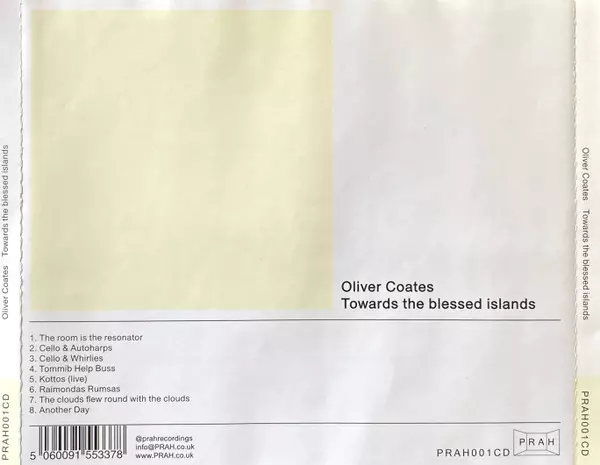 Oliver Coates Towards the blessed islands
PRAH001CD
Oliver Coates
Towards the blessed islands
1. The room is the resonator
2. Cello & Autoharps
3. Cello & Whirlies
4. Tommib Help Buss
5. Kottos (live)
6. Raimondas Rumsas
7. The clouds flew round with the clouds
8. Another Day
5 060091 553378 >
@prahrecordings
info@PRAH.co.uk
www.PRAH.co.uk
PRAH001CD
PRAH
Oliver Coates Towards the blessed islands
PRAH001CD